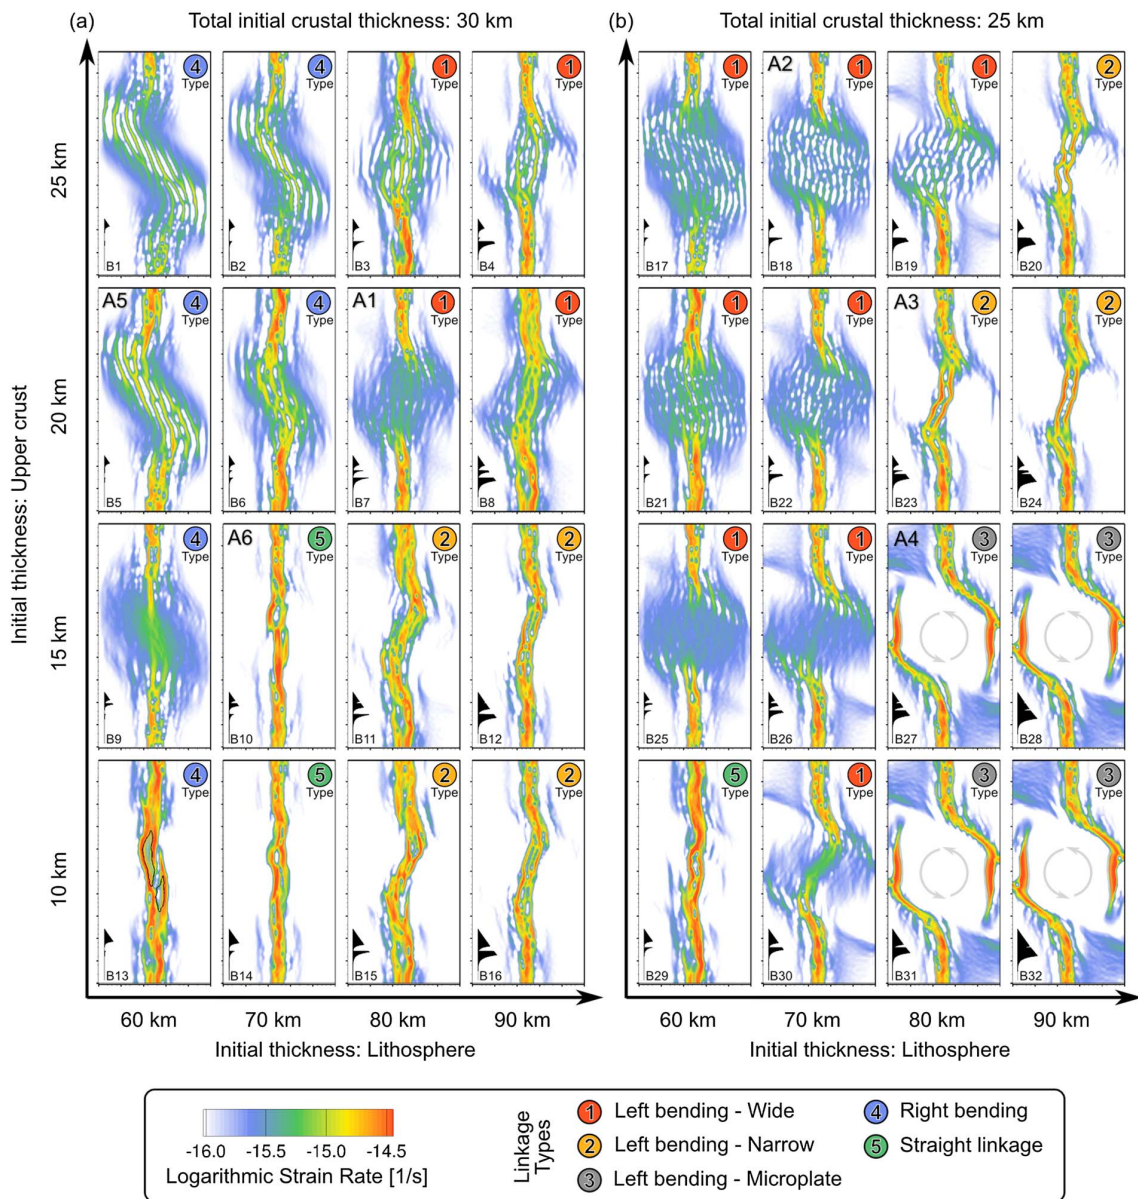 (a) Total initial crustal thickness: 30 km
(b) Total initial crustal thickness: 25 km
Initial thickness: Upper crust
25 km
4 Type B1
4 Type B2
1 Type B3
1 Type B4
1 Type B17
A2 1 Type B18
1 Type B19
2 Type B20
20 km
A5 4 Type B5
4 Type B6
A1 1 Type B7
1 Type B8
1 Type B21
1 Type B22
A3 2 Type B23
2 Type B24
15 km
4 Type B9
A6 5 Type B10
2 Type B11
2 Type B12
1 Type B25
1 Type B26
A4 3 Type B27
3 Type B28
10 km
4 Type B13
5 Type B14
2 Type B15
2 Type B16
5 Type B29
1 Type B30
3 Type B31
3 Type B32
60 km 70 km 80 km 90 km
60 km 70 km 80 km 90 km
Initial thickness: Lithosphere
Initial thickness: Lithosphere
-16.0 -15.5 -15.0 -14.5
Logarithmic Strain Rate [1/s]
Linkage
Types
1 Left bending - Wide
2 Left bending - Narrow
3 Left bending - Microplate
4 Right bending
5 Straight linkage